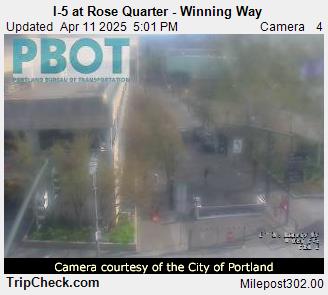 I-5 at Rose Quarter - Winning Way
Updated Apr 11 2025 5:01 PM Camera 4
PBOT
PORTLAND BUREAU OF TRANSPORTATION
Camera courtesy of the City of Portland
TripCheck.com Milepost302.00